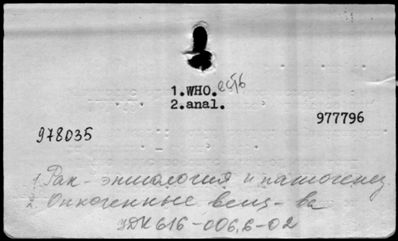 1.WHO. есть
2.anal.
977796
978035
1 Рак - этиология и патогенез
2 Онкогенные вещ-ва
УДК 616-006,6-02